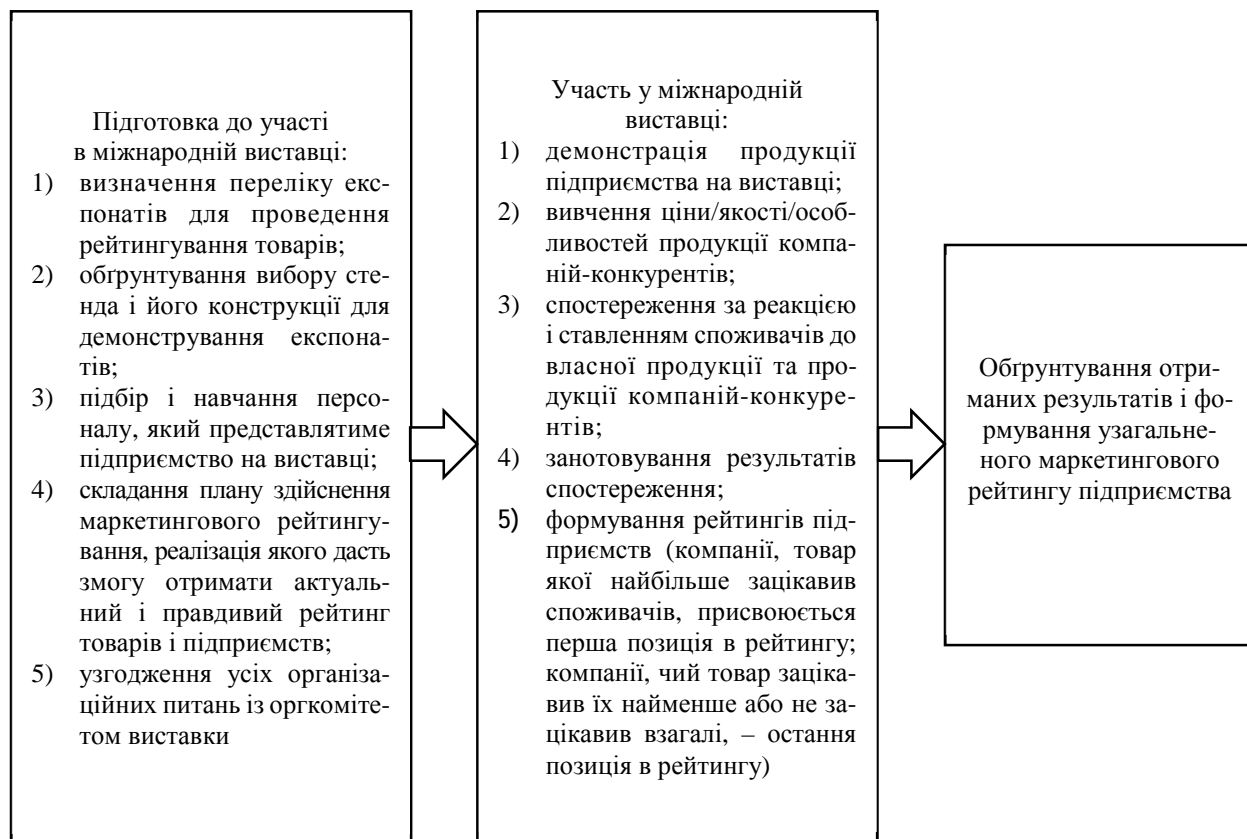 Підготовка до участі
в міжнародній виставці:
1) визначення переліку екс-
понатів для проведення
рейтингування товарів;
2) обґрунтування вибору сте-
нда і його конструкції для
демонстрування експона-
тів;
3) підбір і навчання персо-
налу, який представлятиме
підприємство на виставці;
4) складання плану здійснення
маркетингового рейтингу-
вання, реалізація якого дасть
змогу отримати актуаль-
ний і правдивий рейтинг
товарів і підприємств;
5) узгодження усіх організа-
ційних питань із оргкоміте-
том виставки
Участь у міжнародній
виставці:
1) демонстрація продукції
підприємства на виставці;
2) вивчення ціни/якості/особ-
ливостей продукції компа-
ній-конкурентів;
3) спостереження за реакцією
і ставленням споживачів до
власної продукції та про-
дукції компаній-конкуре-
нтів;
4) занотовування результатів
спостереження;
5) формування рейтингів під-
приємств (компанії, товар
якої найбільше зацікавив
споживачів, присвоюється
перша позиція в рейтингу;
компанії, чий товар заціка-
вив їх найменше або не за-
цікавив взагалі, – остання
позиція в рейтингу)
Обґрунтування отри-
маних результатів і фо-
рмування узагальне-
ного маркетингового
рейтингу підприємства